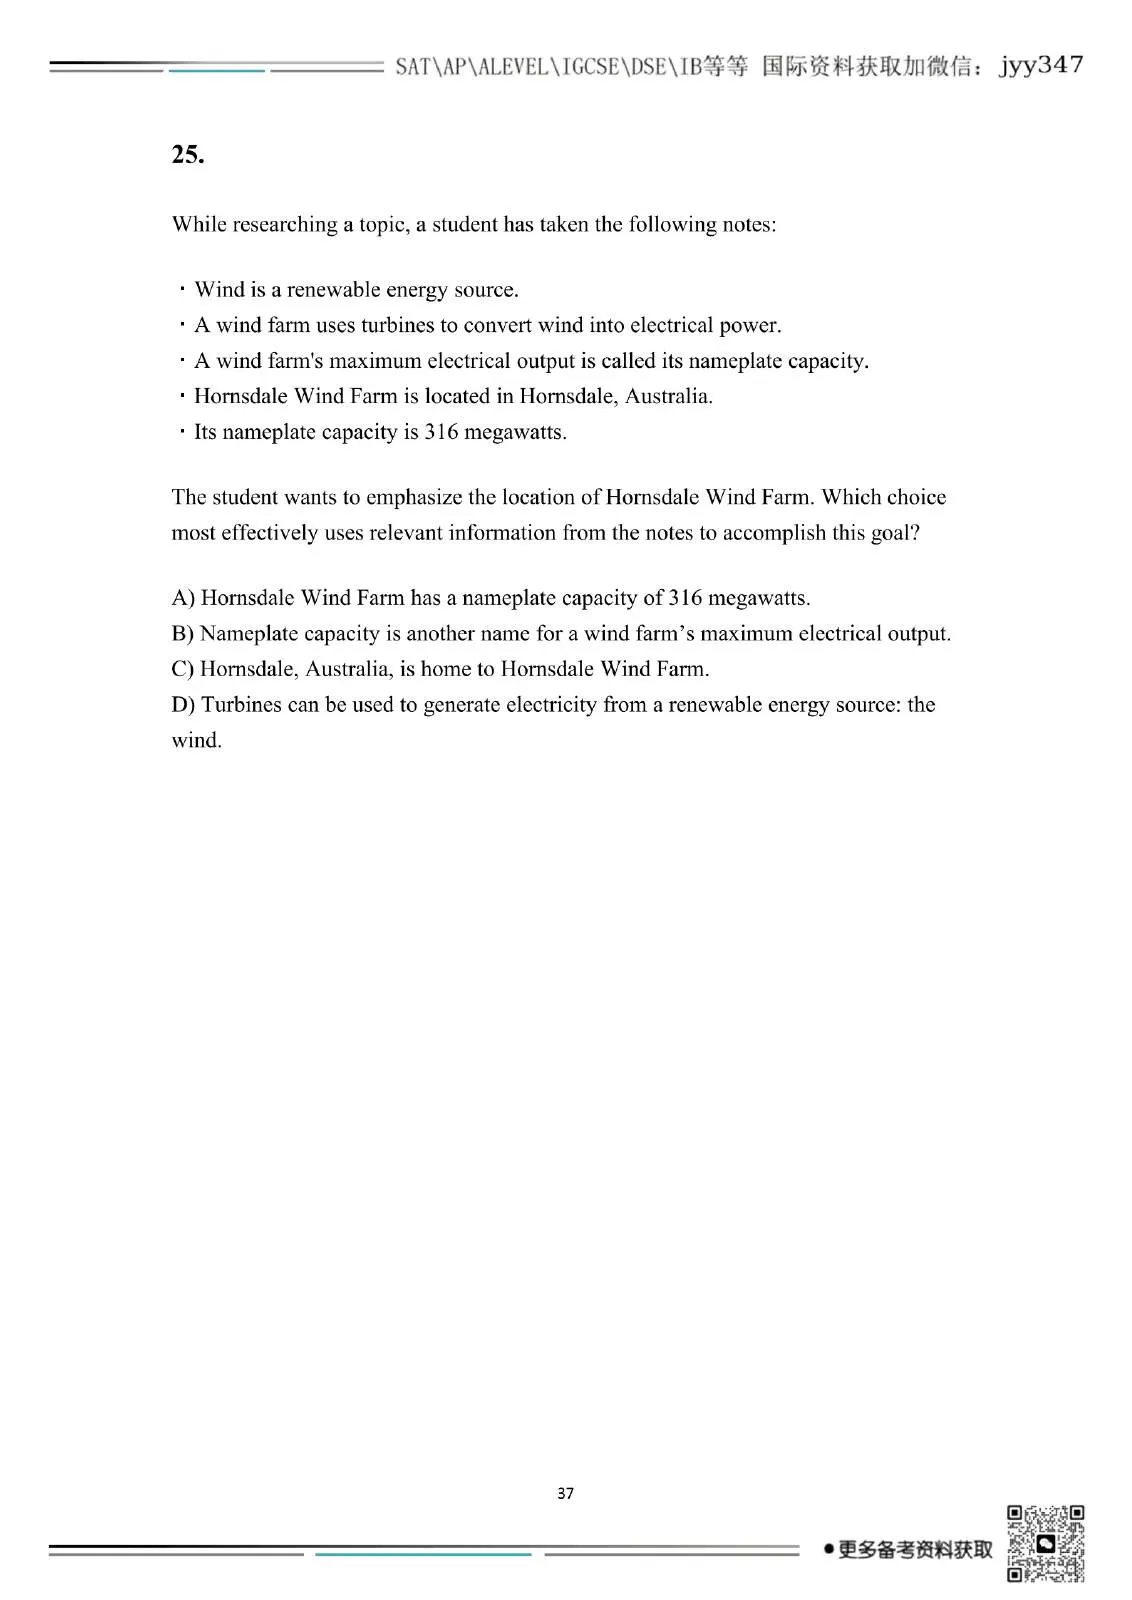 SAT\AP\ALEVEL\IGCSE\DSE\IB等等 国际资料获取加微信: jyy347
25.
While researching a topic, a student has taken the following notes:
· Wind is a renewable energy source.
· A wind farm uses turbines to convert wind into electrical power.
· A wind farm's maximum electrical output is called its nameplate capacity.
· Hornsdale Wind Farm is located in Hornsdale, Australia.
· Its nameplate capacity is 316 megawatts.
The student wants to emphasize the location of Hornsdale Wind Farm. Which choice
most effectively uses relevant information from the notes to accomplish this goal?
A) Hornsdale Wind Farm has a nameplate capacity of 316 megawatts.
B) Nameplate capacity is another name for a wind farm’s maximum electrical output.
C) Hornsdale, Australia, is home to Hornsdale Wind Farm.
D) Turbines can be used to generate electricity from a renewable energy source: the
wind.
37
●更多备考资料获取